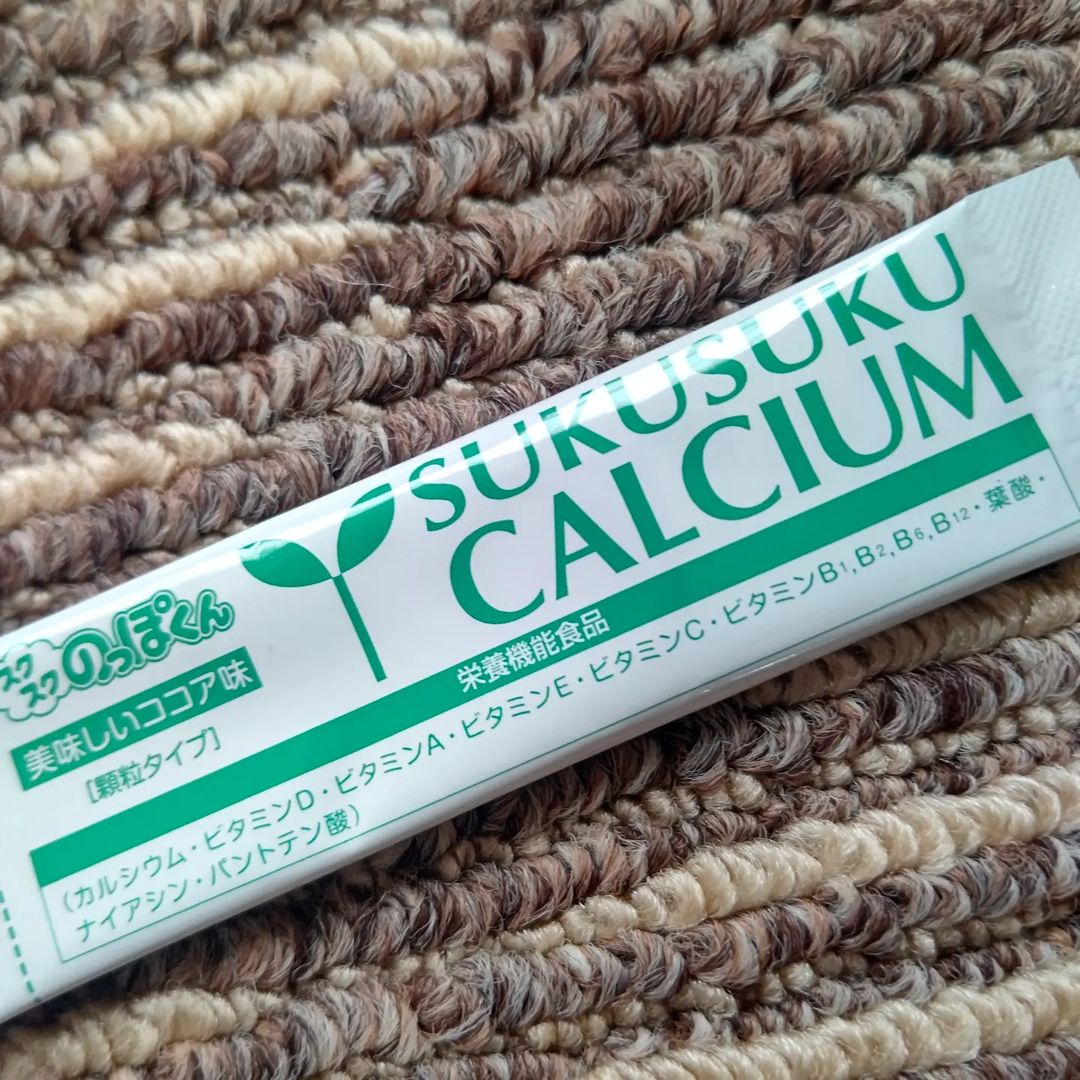 SUKUSUKU
CALCIUM
スクスクのっぽくん
美味しいココア味
[顆粒タイプ]
栄養機能食品
(カルシウム・ビタミンD・ビタミンA・ビタミンE・ビタミンC・ビタミンB1,B2,B6,B12・葉酸・
ナイアシン・パントテン酸)